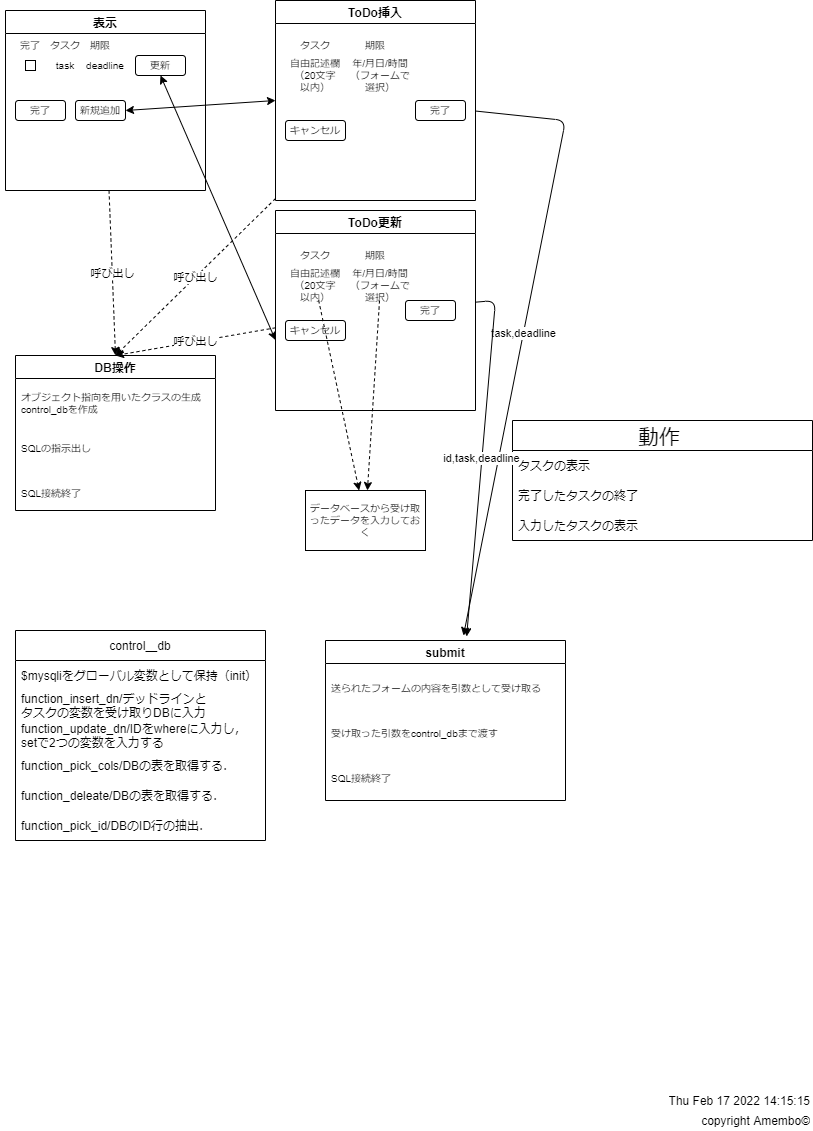 表示
完了 タスク 期限
task deadline 更新
完了 新規追加
ToDo挿入
タスク 期限
自由記述欄
（20文字
以内）
年/月日/時間
（フォームで
選択）
完了
キャンセル
ToDo更新
タスク 期限
自由記述欄
（20文字
以内）
年/月日/時間
（フォームで
選択）
完了
キャンセル
呼び出し
呼び出し
呼び出し
task,deadline
id,task,deadline
DB操作
オブジェクト指向を用いたクラスの生成
control_dbを作成
SQLの指示出し
SQL接続終了
データベースから受け取
ったデータを入力してお
く
動作
タスクの表示
完了したタスクの終了
入力したタスクの表示
control__db
$mysqliをグローバル変数として保持（init）
function_insert_dn/デッドラインと
タスクの変数を受け取りDBに入力
function_update_dn/IDをwhereに入力し，
setで2つの変数を入力する
function_pick_cols/DBの表を取得する．
function_deleate/DBの表を取得する．
function_pick_id/DBのID行の抽出．
submit
送られたフォームの内容を引数として受け取る
受け取った引数をcontrol_dbまで渡す
SQL接続終了
Thu Feb 17 2022 14:15:15
copyright Amembo©